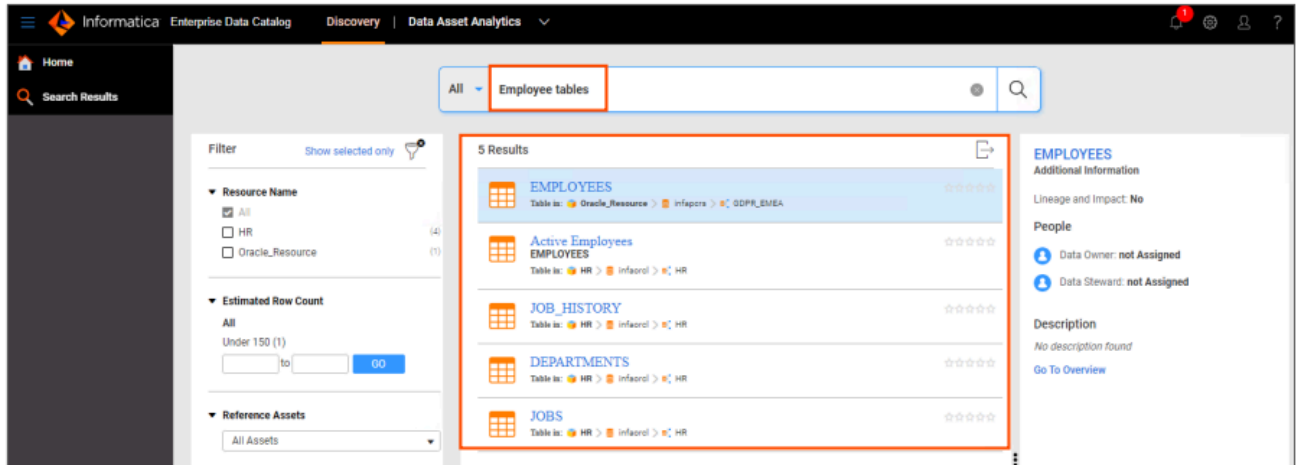 Informatica Enterprise Data Catalog Discovery | Data Asset Analytics
1
?
Home
Search Results
All Employee tables
Filter Show selected only
Resource Name
All
HR (4)
Oracle_Resource (1)
Estimated Row Count
All
Under 150 (1)
to GO
Reference Assets
All Assets
5 Results
EMPLOYEES
Table in: Oracle_Resource > infapcrs > GDPR_EMEA
Active Employees
EMPLOYEES
Table in: HR > infaorcl > HR
JOB_HISTORY
Table in: HR > infaorcl > HR
DEPARTMENTS
Table in: HR > infaorcl > HR
JOBS
Table in: HR > infaorcl > HR
EMPLOYEES
Additional Information
Lineage and Impact: No
People
Data Owner: not Assigned
Data Steward: not Assigned
Description
No description found
Go To Overview